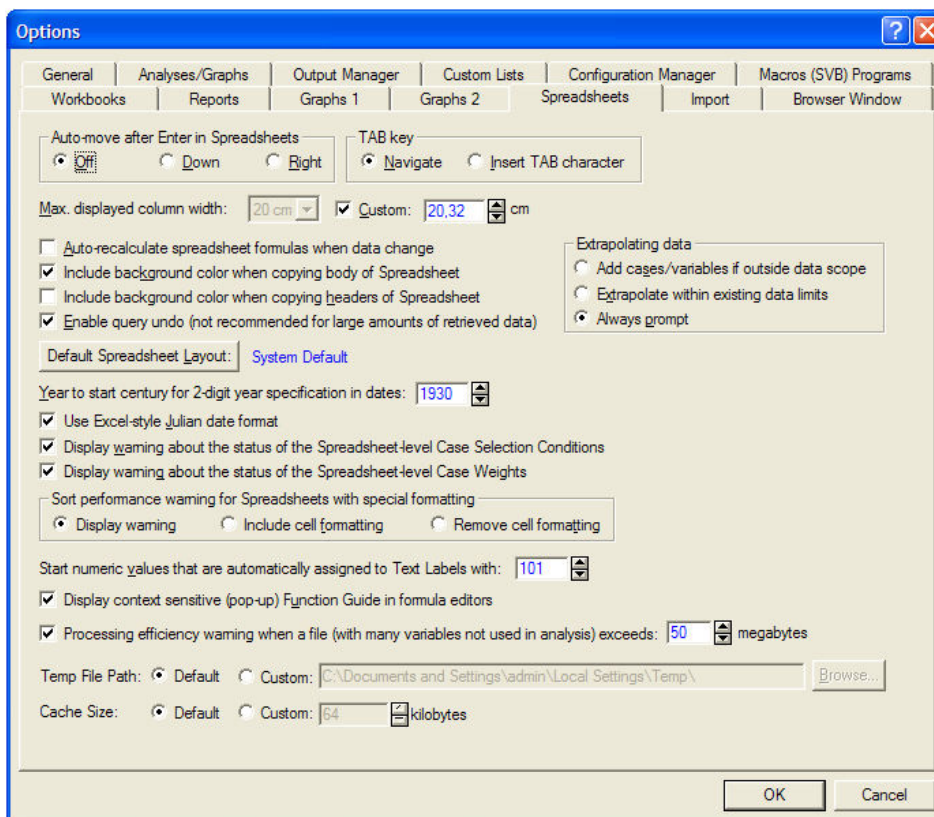 Options
General Analyses/Graphs Output Manager Custom Lists Configuration Manager Macros (SVB) Programs
Workbooks Reports Graphs 1 Graphs 2 Spreadsheets Import Browser Window
Auto-move after Enter in Spreadsheets TAB key
Off Down Right Navigate Insert TAB character
Max. displayed column width: 20 cm Custom: 20,32 cm
Auto-recalculate spreadsheet formulas when data change
Include background color when copying body of Spreadsheet
Include background color when copying headers of Spreadsheet
Enable query undo (not recommended for large amounts of retrieved data)
Extrapolating data
Add cases/variables if outside data scope
Extrapolate within existing data limits
Always prompt
Default Spreadsheet Layout: System Default
Year to start century for 2-digit year specification in dates: 1930
Use Excel-style Julian date format
Display warning about the status of the Spreadsheet-level Case Selection Conditions
Display warning about the status of the Spreadsheet-level Case Weights
Sort performance warning for Spreadsheets with special formatting
Display warning Include cell formatting Remove cell formatting
Start numeric values that are automatically assigned to Text Labels with: 101
Display context sensitive (pop-up) Function Guide in formula editors
Processing efficiency warning when a file (with many variables not used in analysis) exceeds: 50 megabytes
Temp File Path: Default Custom: C:\Documents and Settings\admin\Local Settings\Temp\ Browse...
Cache Size: Default Custom: 64 kilobytes
OK Cancel